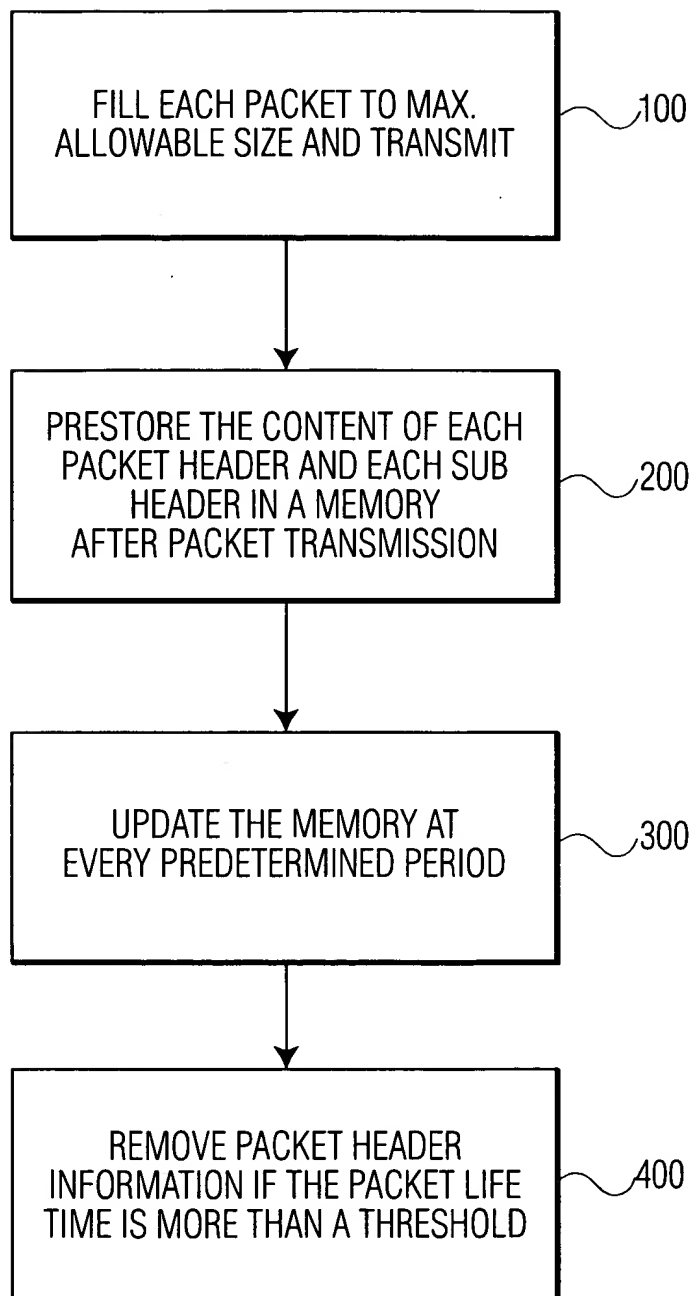 FILL EACH PACKET TO MAX.
ALLOWABLE SIZE AND TRANSMIT
100
PRESTORE THE CONTENT OF EACH
PACKET HEADER AND EACH SUB
HEADER IN A MEMORY
AFTER PACKET TRANSMISSION
200
UPDATE THE MEMORY AT
EVERY PREDETERMINED PERIOD
300
REMOVE PACKET HEADER
INFORMATION IF THE PACKET LIFE
TIME IS MORE THAN A THRESHOLD
400